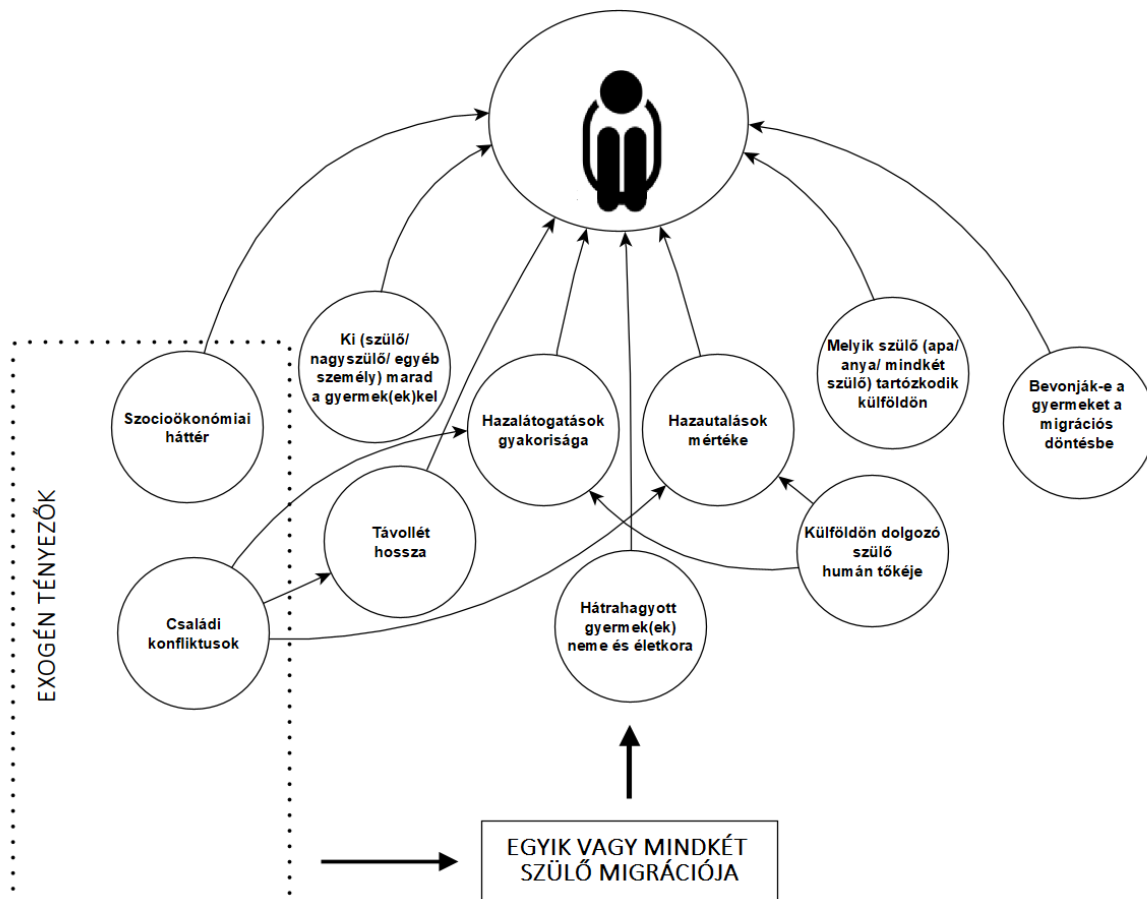 Ki (szülő/
nagyszülő/ egyéb
személy) marad
a gyermek(ek)kel
Melyik szülő (apa/
anya/ mindkét
szülő) tartózkodik
külföldön
Szocioökonómiai
háttér
Hazalátogatások
gyakorisága
Hazautalások
mértéke
Bevonják-e a
gyermeket a
migrációs
döntésbe
Távollét
hossza
Külföldön dolgozó
szülő
humán tőkéje
Családi
konfliktusok
Hátrahagyott
gyermek(ek)
neme és életkora
EXOGÉN TÉNYEZŐK
EGYIK VAGY MINDKÉT
SZÜLŐ MIGRÁCIÓJA